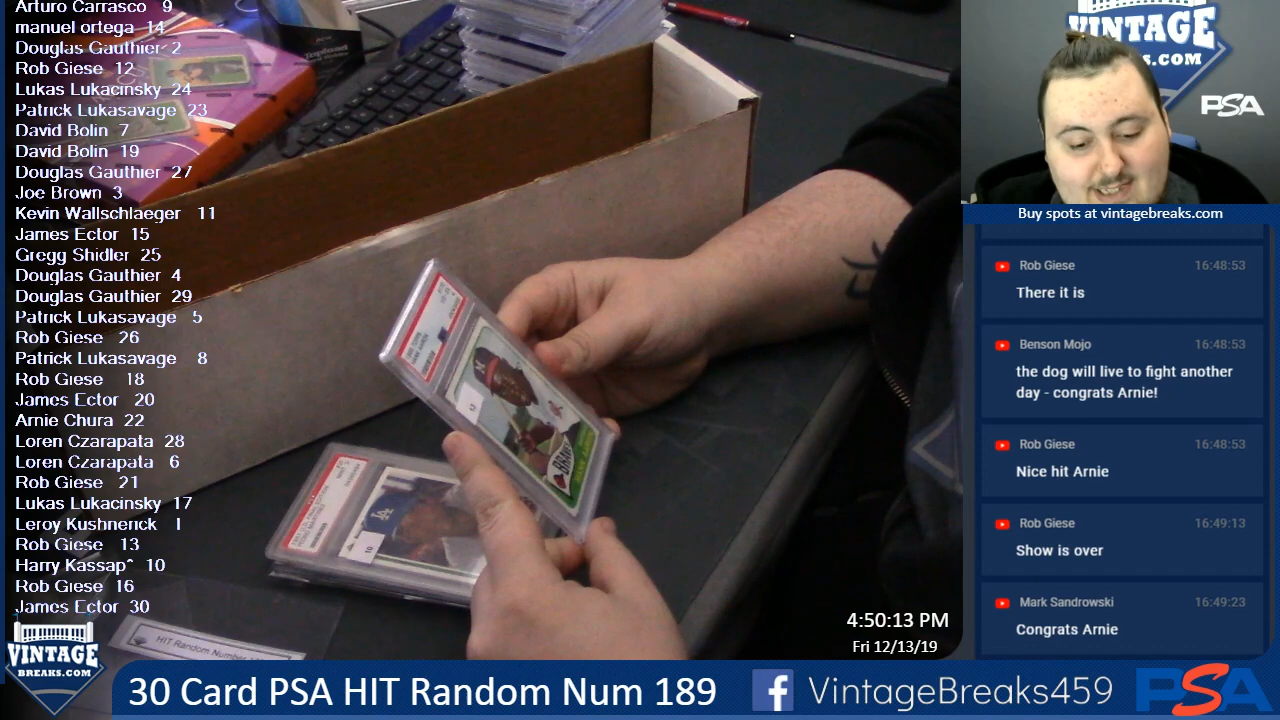 Arturo Carrasco 9
manuel ortega 14
Douglas Gauthier 2
Rob Giese 12
Lukas Lukacinsky 24
Patrick Lukasavage 23
David Bolin 7
David Bolin 19
Douglas Gauthier 27
Joe Brown 3
Kevin Wallschlaeger 11
James Ector 15
Gregg Shidler 25
Douglas Gauthier 4
Douglas Gauthier 29
Patrick Lukasavage 5
Rob Giese 26
Patrick Lukasavage 8
Rob Giese 18
James Ector 20
Arnie Chura 22
Loren Czarapata 28
Loren Czarapata 6
Rob Giese 21
Lukas Lukacinsky 17
Leroy Kushnerick 1
Rob Giese 13
Harry Kassap^ 10
Rob Giese 16
James Ector 30
VINTAGE
BREAKS.COM
HIT Random Number
LA
10
12
BRAVES
4:50:13 PM
Fri 12/13/19
30 Card PSA HIT Random Num 189
f VintageBreaks459
PSA
VINTAGE
S.COM
PSA
Buy spots at vintagebreaks.com
Rob Giese 16:48:53
There it is
Benson Mojo 16:48:53
the dog will live to fight another
day - congrats Arnie!
Rob Giese 16:48:53
Nice hit Arnie
Rob Giese 16:49:13
Show is over
Mark Sandrowski 16:49:23
Congrats Arnie